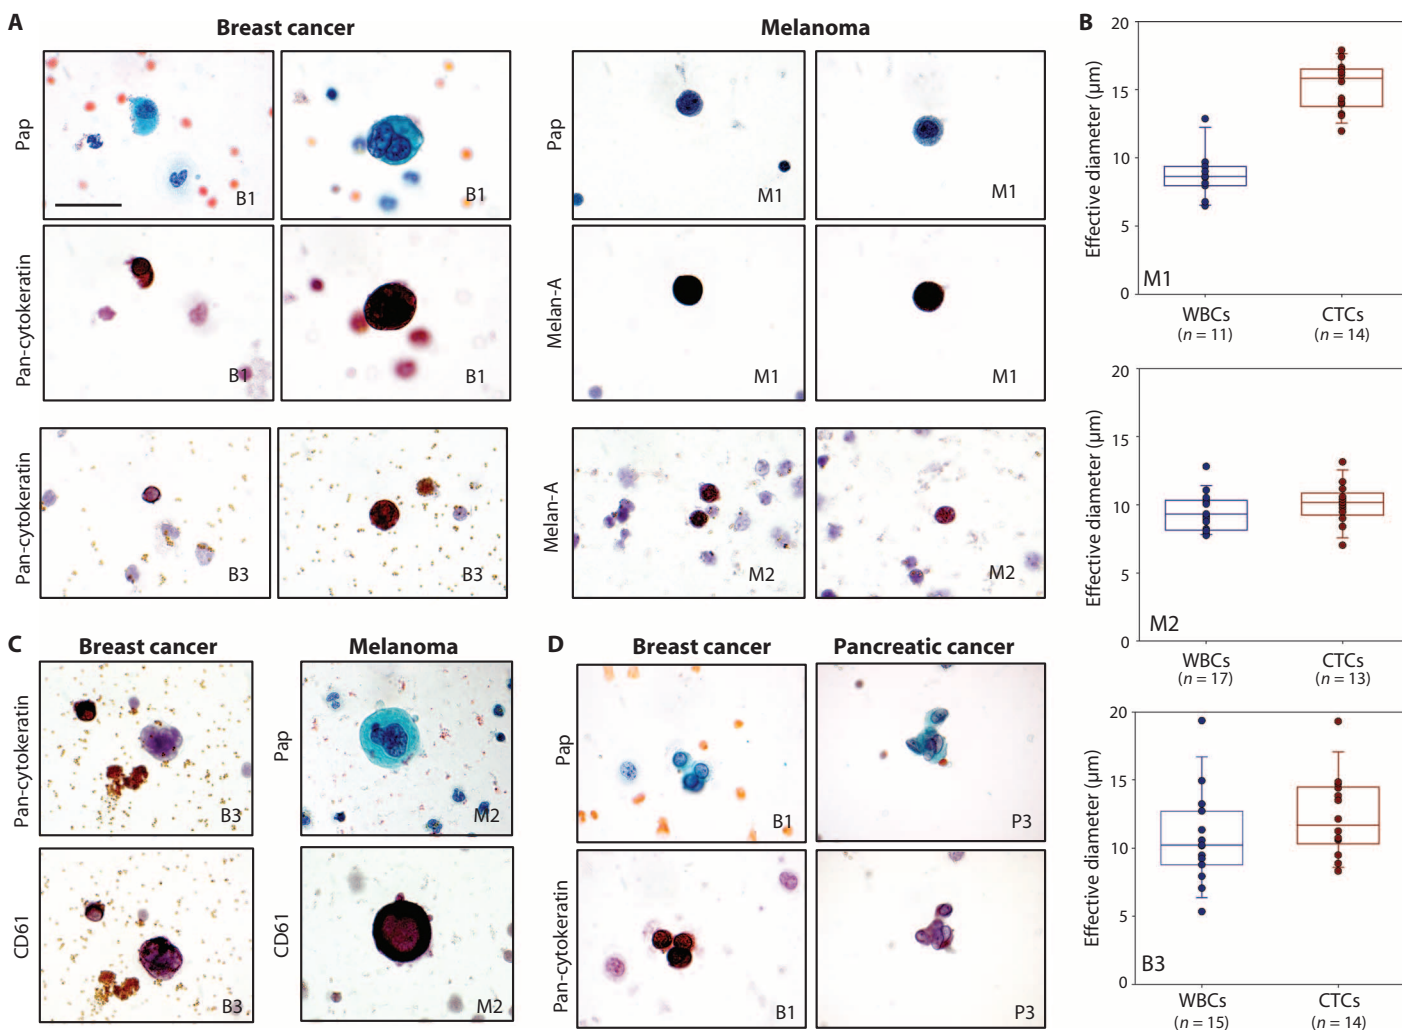 A
Breast cancer
Melanoma
Pap
B1
B1
M1
M1
Pan-cytokeratin
B1
B1
Melan-A
M1
M1
Pan-cytokeratin
B3
B3
Melan-A
M2
M2
B
20
15
10
5
0
Effective diameter (µm)
M1
WBCs
CTCs
(n = 11)
(n = 14)
20
15
10
5
0
Effective diameter (µm)
M2
WBCs
CTCs
(n = 17)
(n = 13)
20
15
10
5
0
Effective diameter (µm)
B3
WBCs
CTCs
(n = 15)
(n = 14)
C
Breast cancer
Melanoma
Pan-cytokeratin
B3
Pap
M2
CD61
B3
CD61
M2
D
Breast cancer
Pancreatic cancer
Pap
B1
P3
Pan-cytokeratin
B1
P3